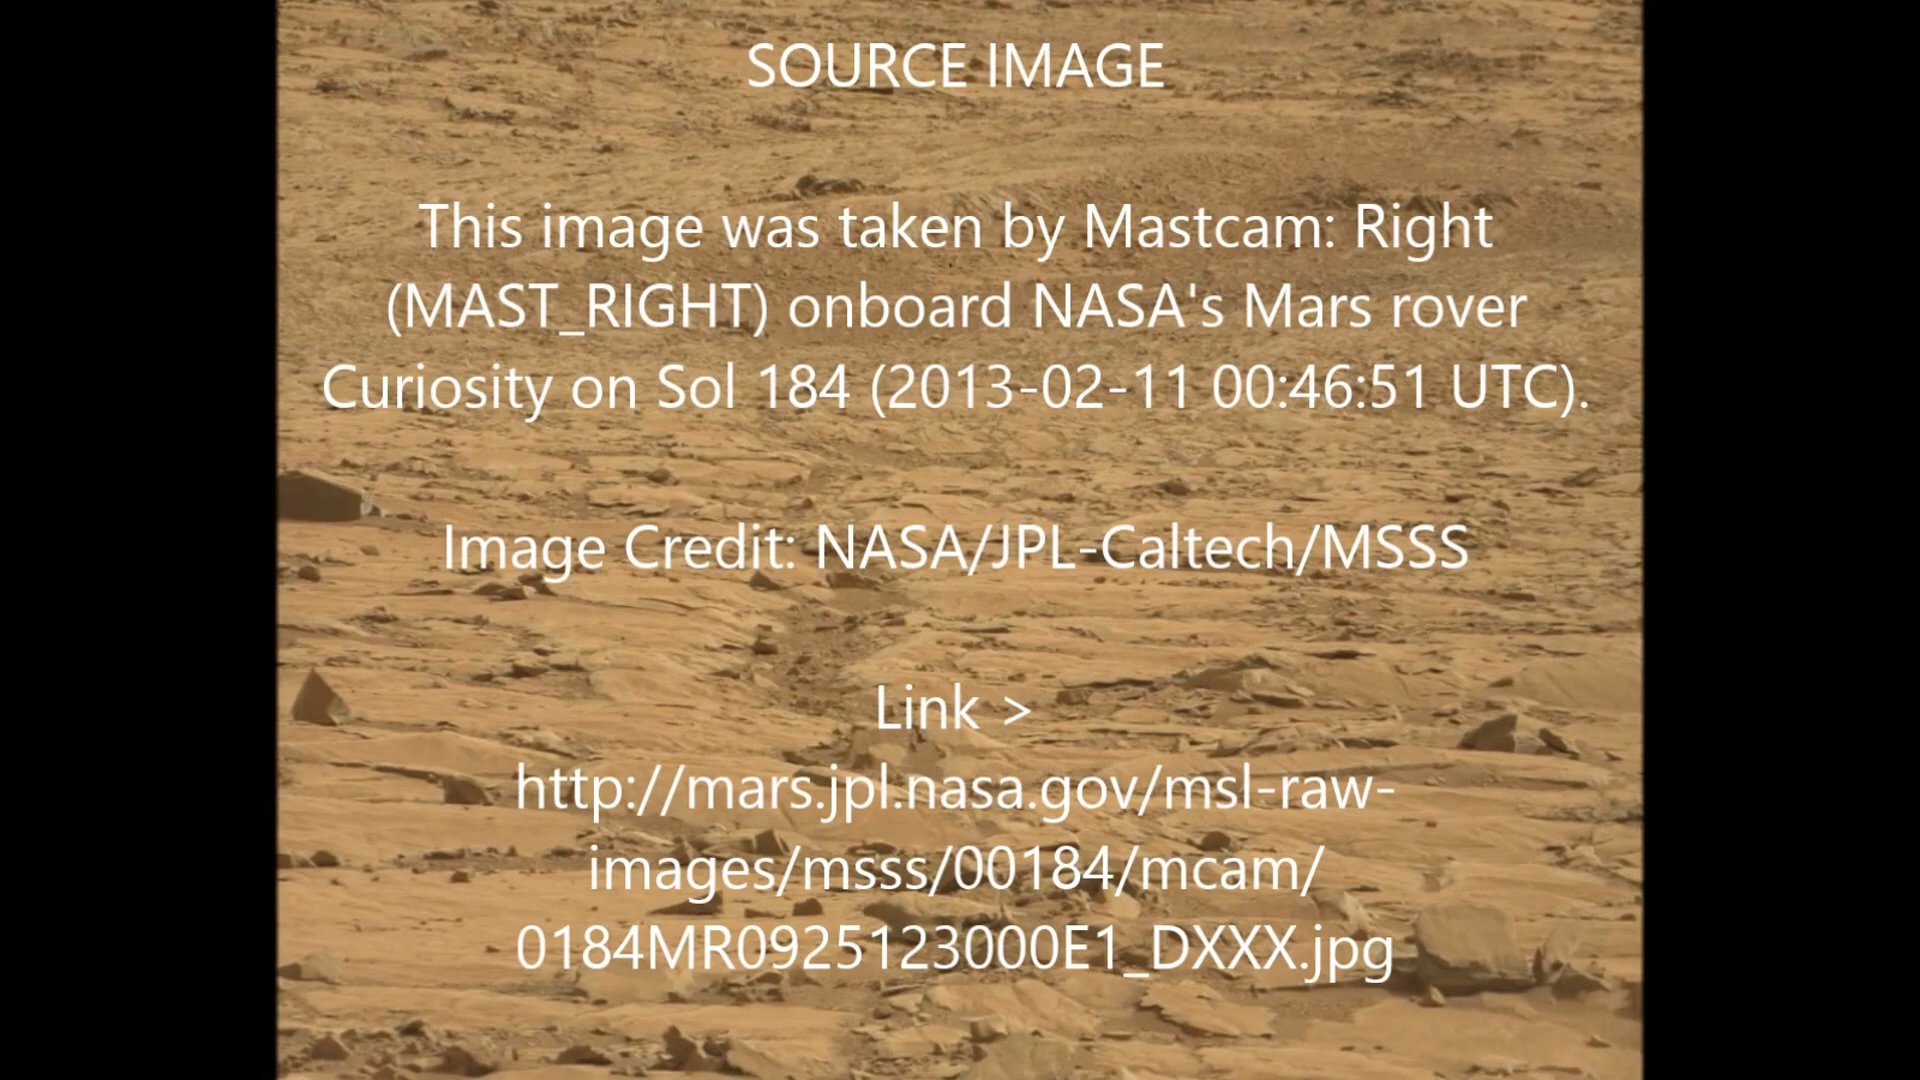 SOURCE IMAGE
This image was taken by Mastcam: Right
(MAST_RIGHT) onboard NASA's Mars rover
Curiosity on Sol 184 (2013-02-11 00:46:51 UTC).
Image Credit: NASA/JPL-Caltech/MSSS
Link >
http://mars.jpl.nasa.gov/msl-raw-
images/msss/00184/mcam/
0184MR0925123000E1_DXXX.jpg